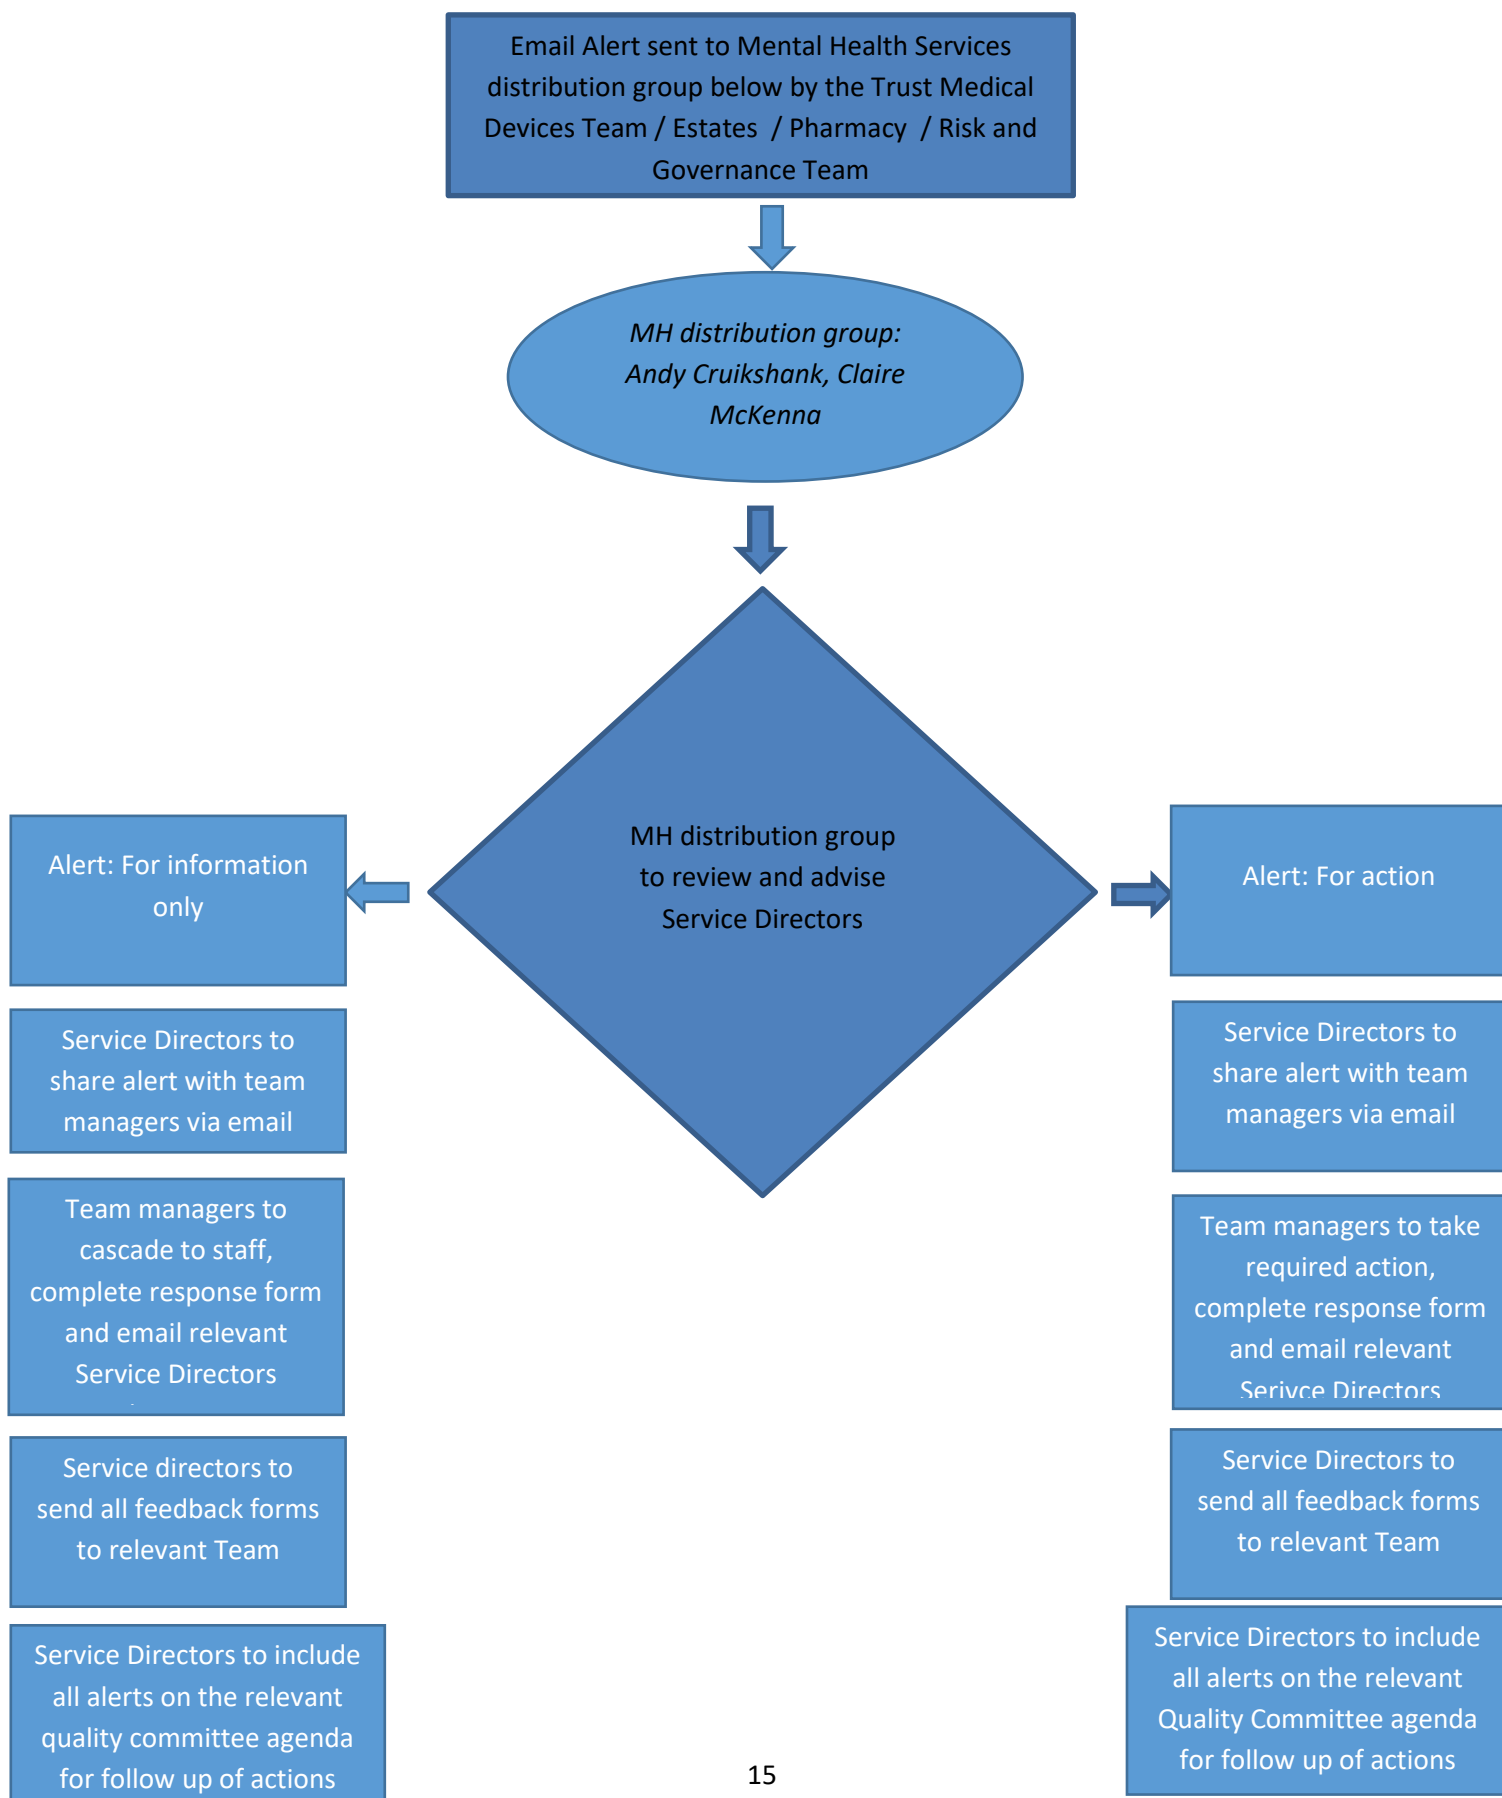 Email Alert sent to Mental Health Services
distribution group below by the Trust Medical
Devices Team / Estates / Pharmacy / Risk and
Governance Team
MH distribution group:
Andy Cruikshank, Claire
McKenna
MH distribution group
to review and advise
Service Directors
Alert: For information
only
Service Directors to
share alert with team
managers via email
Team managers to
cascade to staff,
complete response form
and email relevant
Service Directors
Service directors to
send all feedback forms
to relevant Team
Service Directors to include
all alerts on the relevant
quality committee agenda
for follow up of actions
Alert: For action
Service Directors to
share alert with team
managers via email
Team managers to take
required action,
complete response form
and email relevant
Serivce Directors
Service Directors to
send all feedback forms
to relevant Team
Service Directors to include
all alerts on the relevant
Quality Committee agenda
for follow up of actions
15